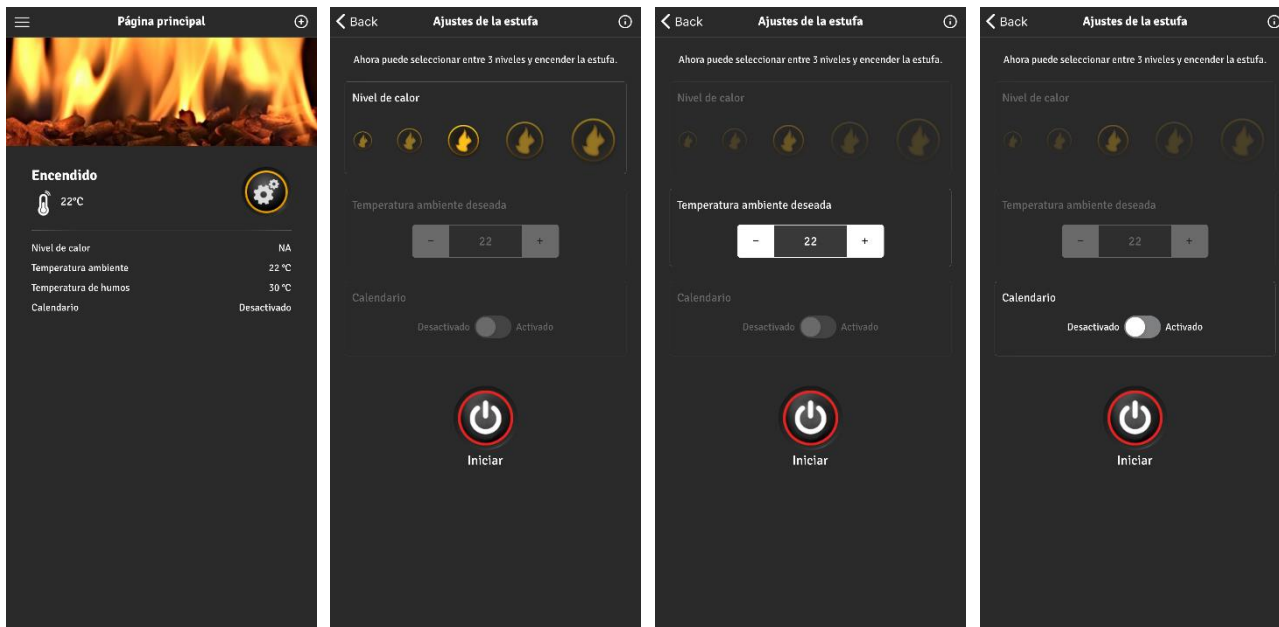 Página principal
Encendido
22°C
Nivel de calor NA
Temperatura ambiente 22 °C
Temperatura de humos 30 °C
Calendario Desactivado
Back Ajustes de la estufa
Ahora puede seleccionar entre 3 niveles y encender la estufa.
Nivel de calor
Temperatura ambiente deseada
- 22 +
Calendario
Desactivado Activado
Iniciar
Back Ajustes de la estufa
Ahora puede seleccionar entre 3 niveles y encender la estufa.
Nivel de calor
Temperatura ambiente deseada
- 22 +
Calendario
Desactivado Activado
Iniciar
Back Ajustes de la estufa
Ahora puede seleccionar entre 3 niveles y encender la estufa.
Nivel de calor
Temperatura ambiente deseada
- 22 +
Calendario
Desactivado Activado
Iniciar